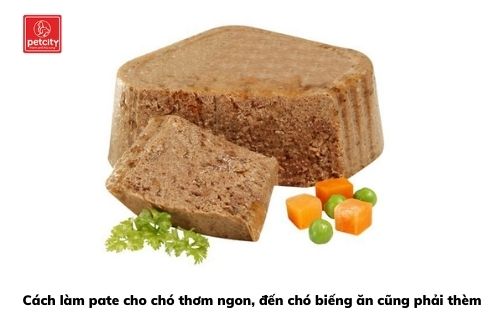 petcity
Cách làm pate cho chó thơm ngon, đến chó biếng ăn cũng phải thèm